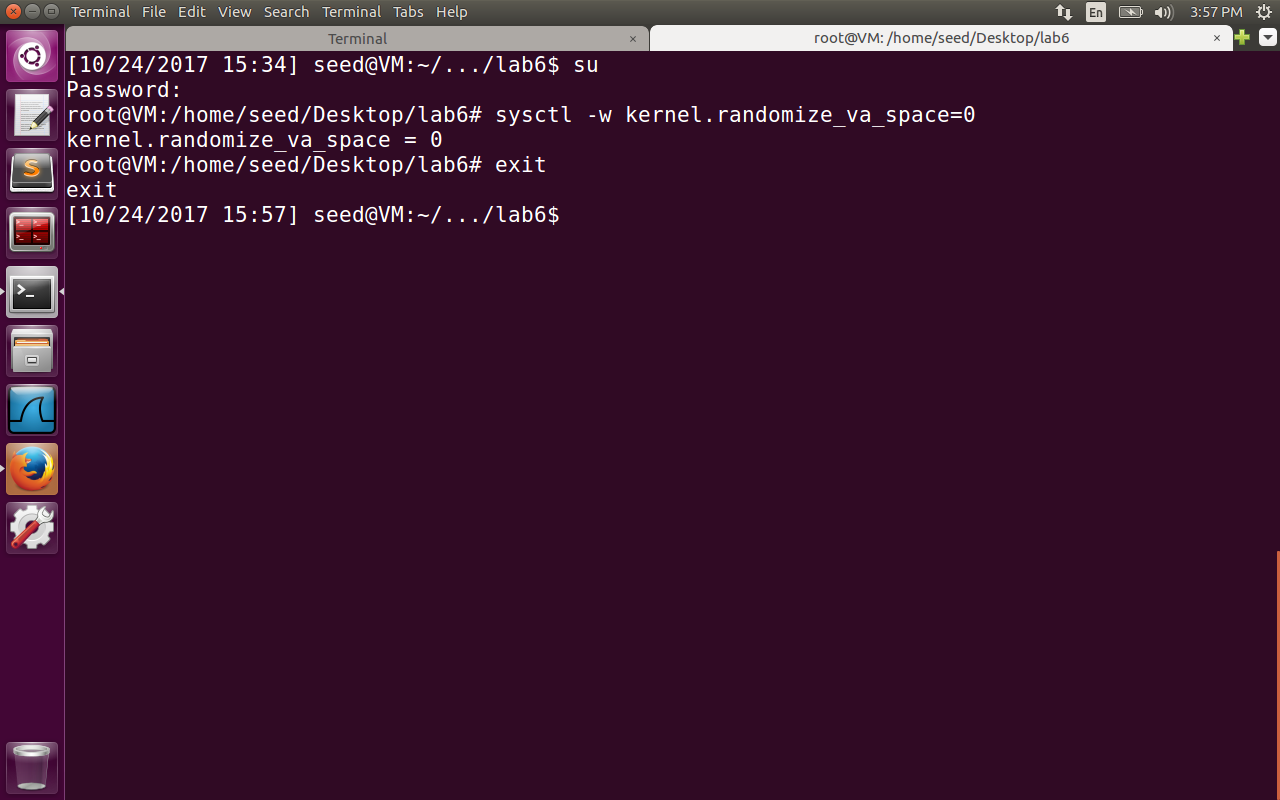 Terminal File Edit View Search Terminal Tabs Help En 3:57 PM
Terminal × root@VM: /home/seed/Desktop/lab6 ×
[10/24/2017 15:34] seed@VM:~/.../lab6$ su
Password:
root@VM:/home/seed/Desktop/lab6# sysctl -w kernel.randomize_va_space=0
kernel.randomize_va_space = 0
root@VM:/home/seed/Desktop/lab6# exit
exit
[10/24/2017 15:57] seed@VM:~/.../lab6$